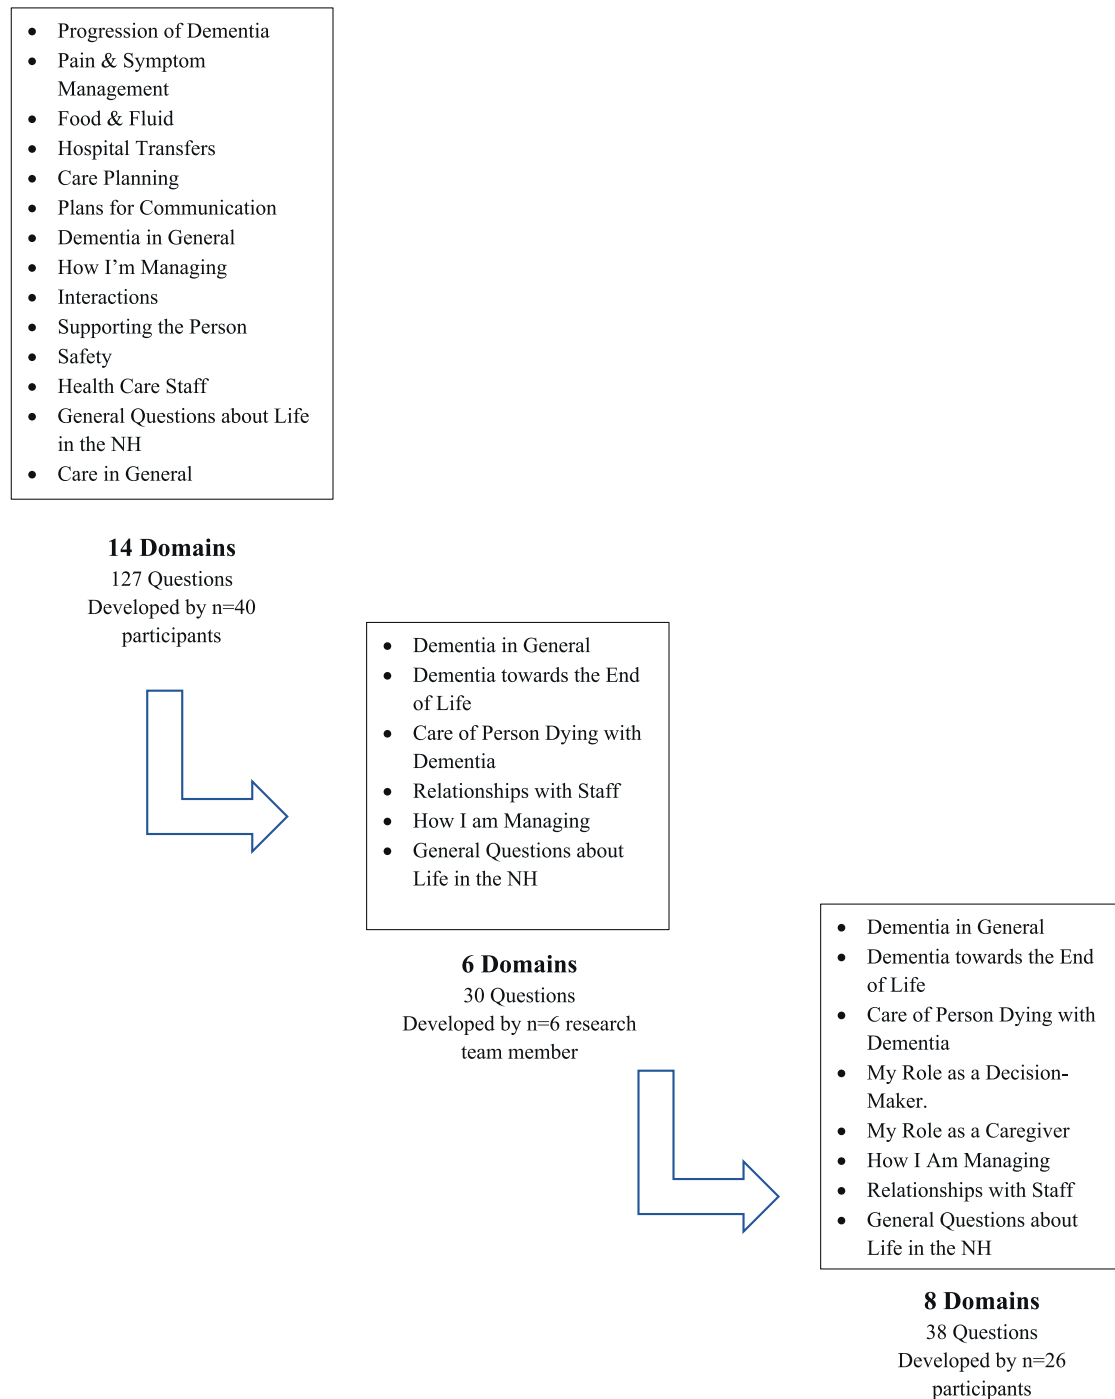 • Progression of Dementia
• Pain & Symptom
Management
• Food & Fluid
• Hospital Transfers
• Care Planning
• Plans for Communication
• Dementia in General
• How I’m Managing
• Interactions
• Supporting the Person
• Safety
• Health Care Staff
• General Questions about Life
in the NH
• Care in General
14 Domains
127 Questions
Developed by n=40
participants
• Dementia in General
• Dementia towards the End
of Life
• Care of Person Dying with
Dementia
• Relationships with Staff
• How I am Managing
• General Questions about
Life in the NH
6 Domains
30 Questions
Developed by n=6 research
team member
• Dementia in General
• Dementia towards the End
of Life
• Care of Person Dying with
Dementia
• My Role as a Decision-
Maker.
• My Role as a Caregiver
• How I Am Managing
• Relationships with Staff
• General Questions about
Life in the NH
8 Domains
38 Questions
Developed by n=26
participants